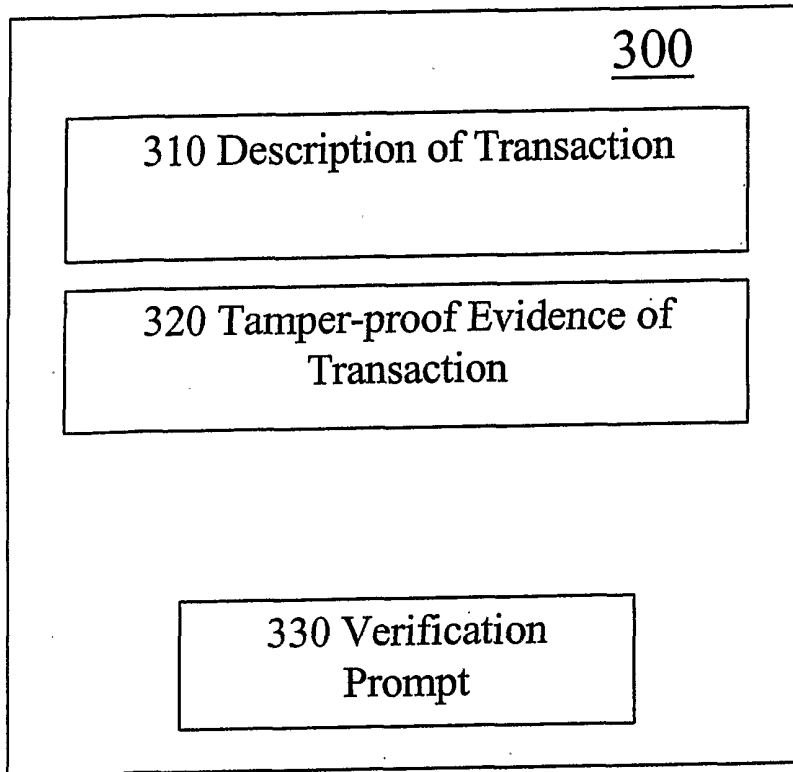 300
310 Description of Transaction
320 Tamper-proof Evidence of
Transaction
330 Verification
Prompt